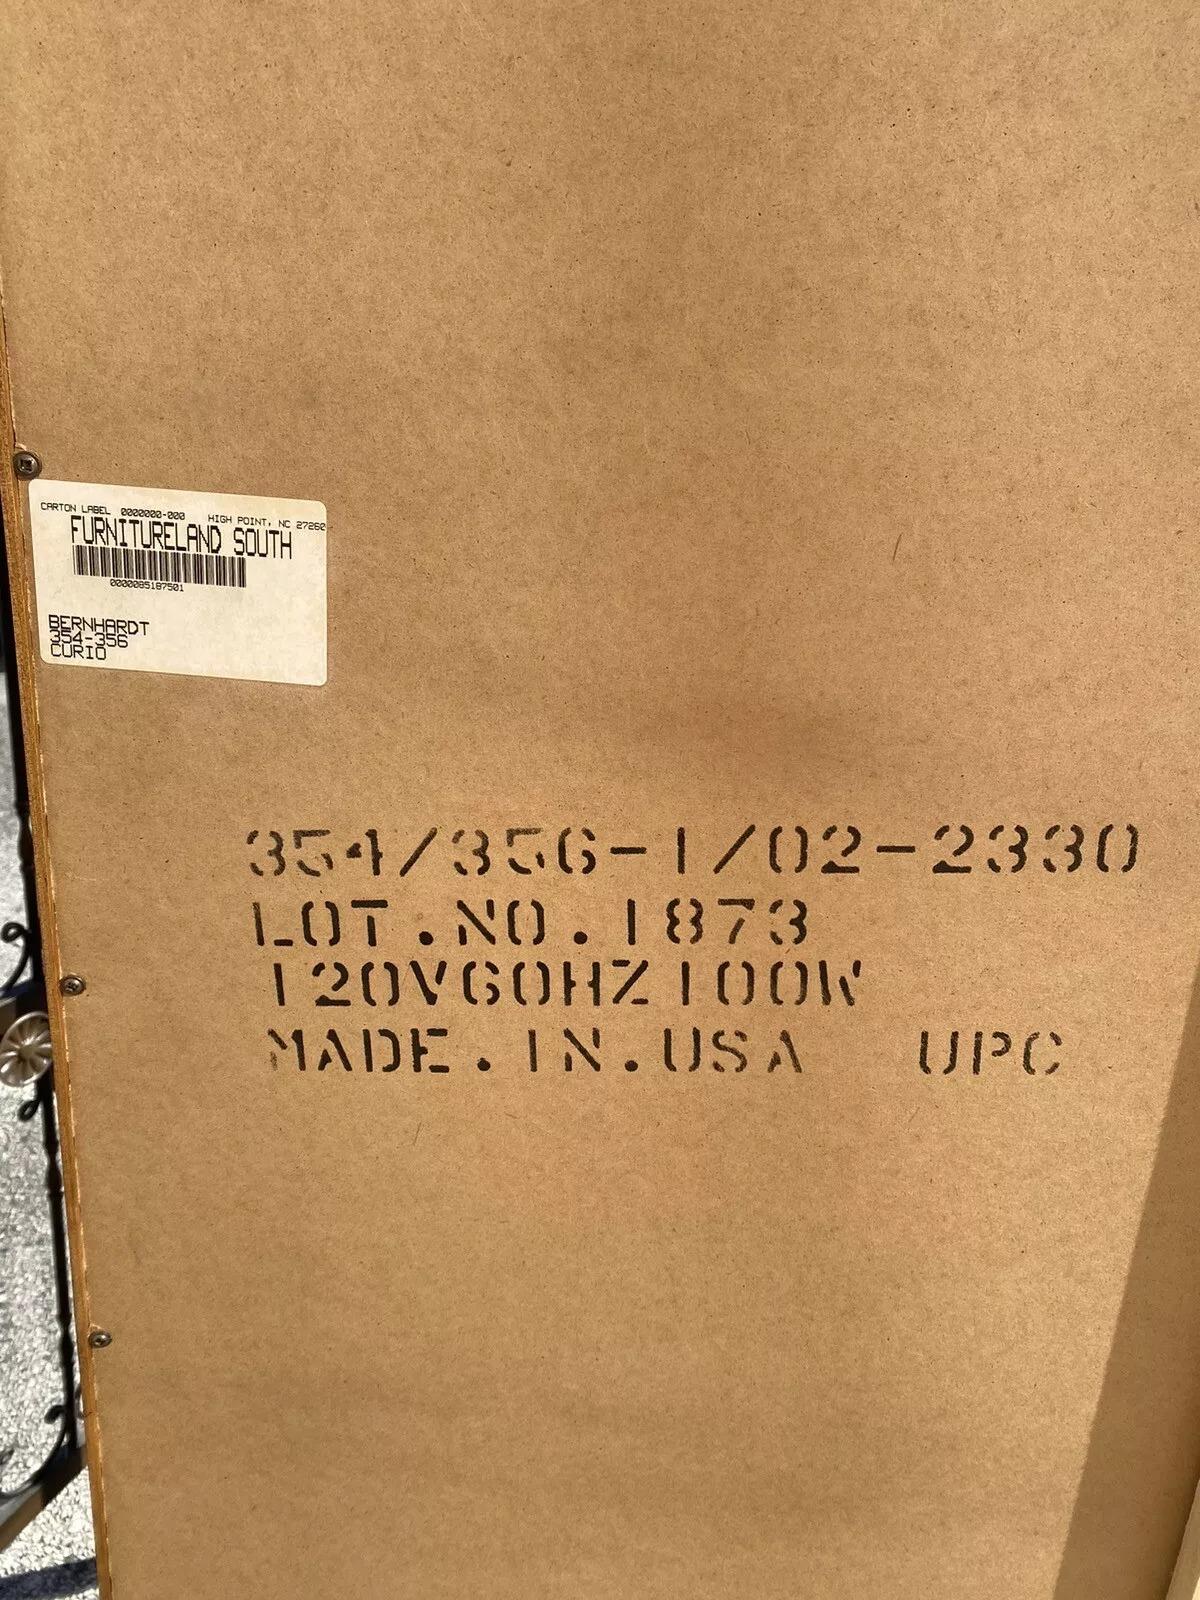 CARTON LABEL 0000000-000 HIGH POINT, NC 27260
FURNITURELAND SOUTH
0000085187501
BERNHARDT
354-356
CURIO
354/356-1/02-2330
LOT.NO.1873
120V60HZ100W
MADE.IN.USA UPC